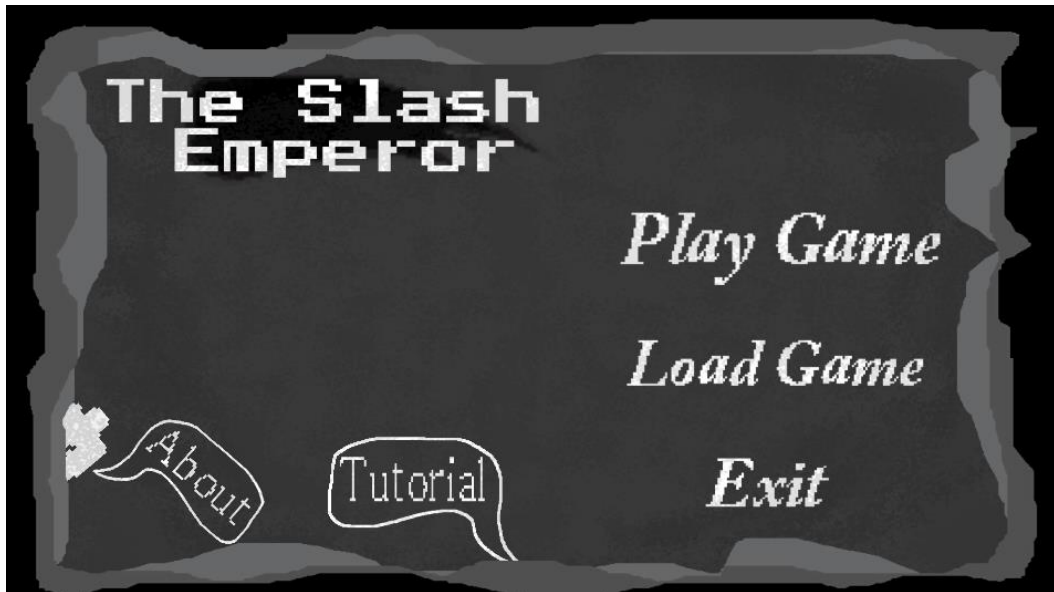 The Slash
Emperor
Play Game
Load Game
About
Tutorial
Exit